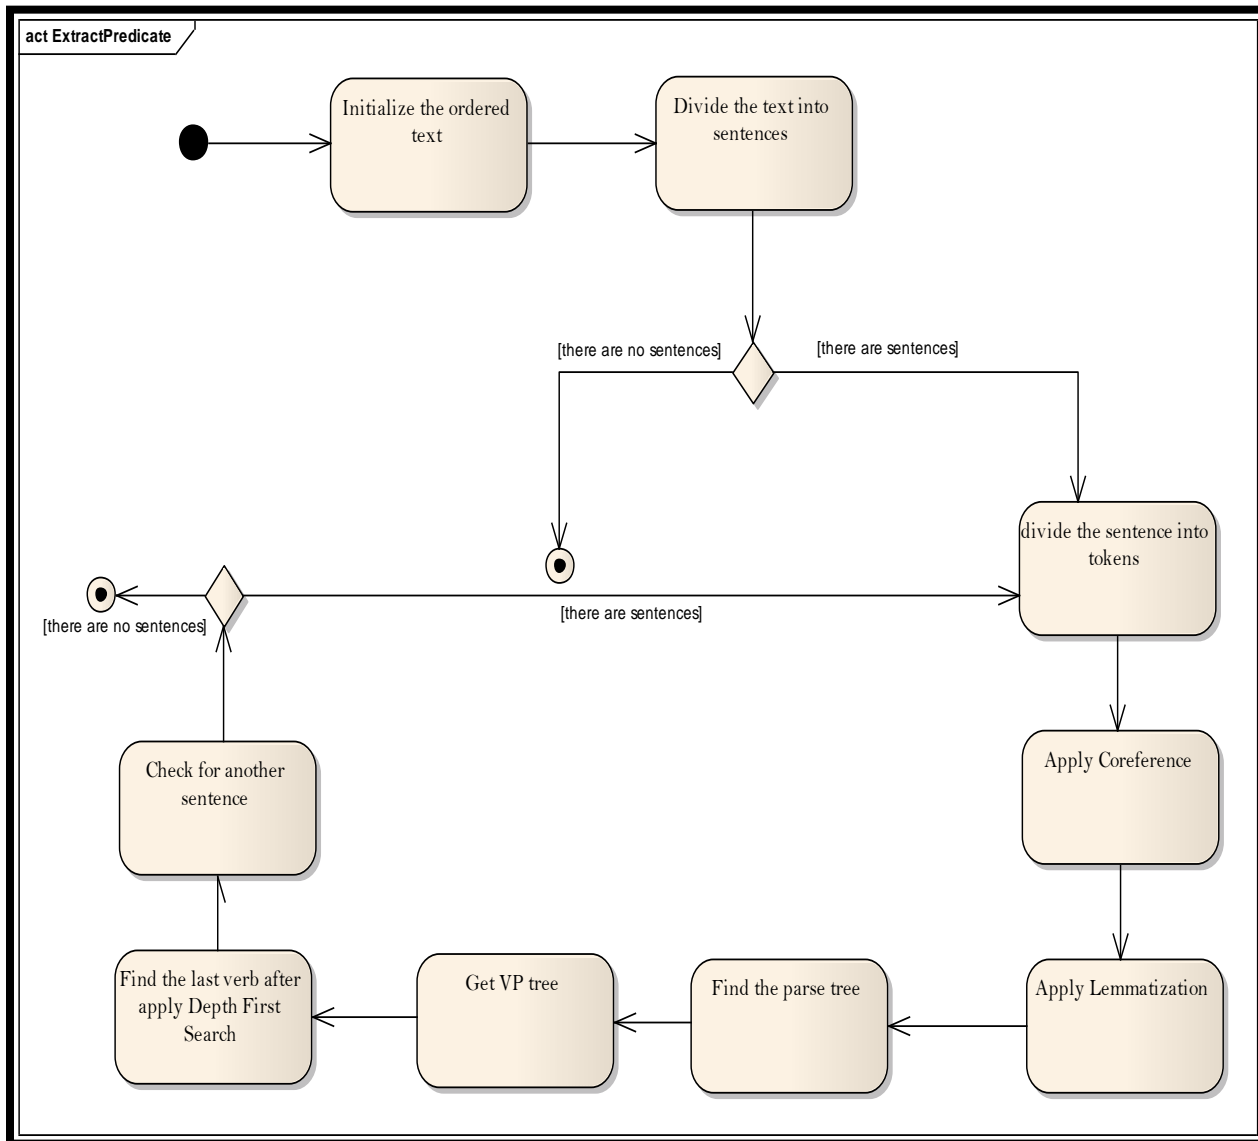 act ExtractPredicate
Initialize the ordered
text
Divide the text into
sentences
[there are no sentences]
[there are sentences]
divide the sentence into
tokens
[there are no sentences]
[there are sentences]
Apply Coreference
Check for another
sentence
Find the last verb after
apply Depth First
Search
Get VP tree
Find the parse tree
Apply Lemmatization